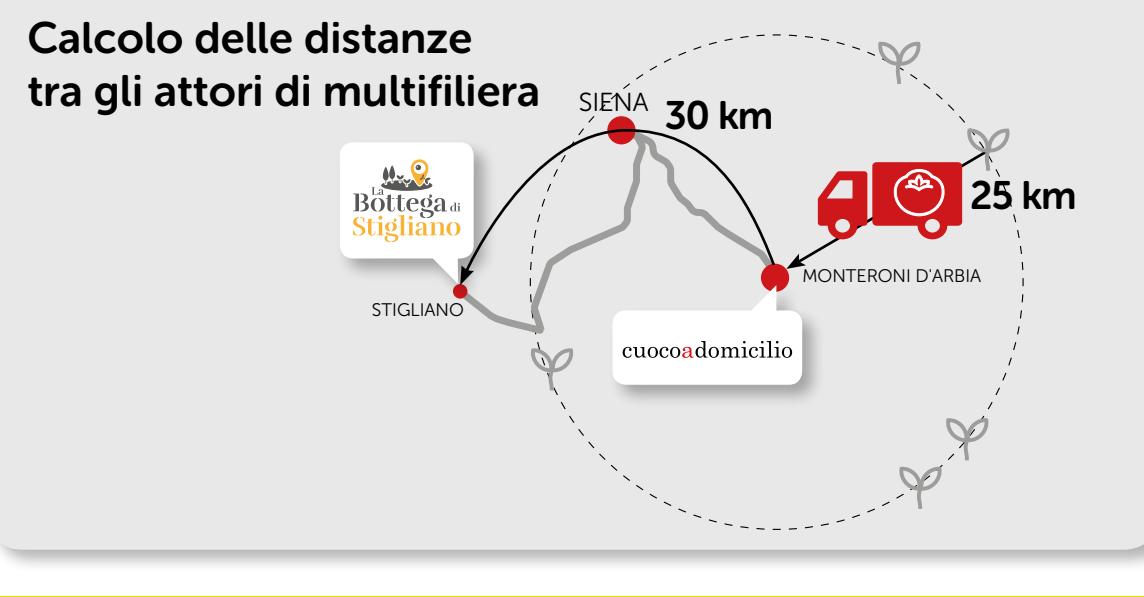 Calcolo delle distanze
tra gli attori di multifiliera
SIENA
30 km
La
Bottega di
Stigliano
25 km
MONTERONI D'ARBIA
STIGLIANO
cuocoadomicilio